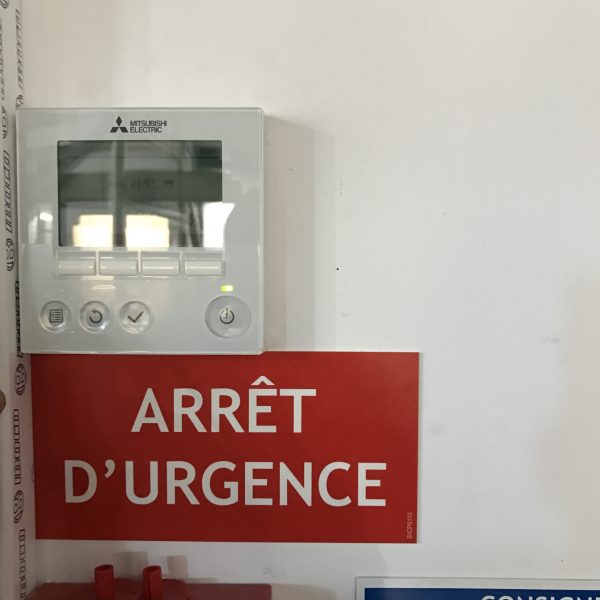 MITSUBISHI
ELECTRIC
21.5°C
ARRÊT
D'URGENCE